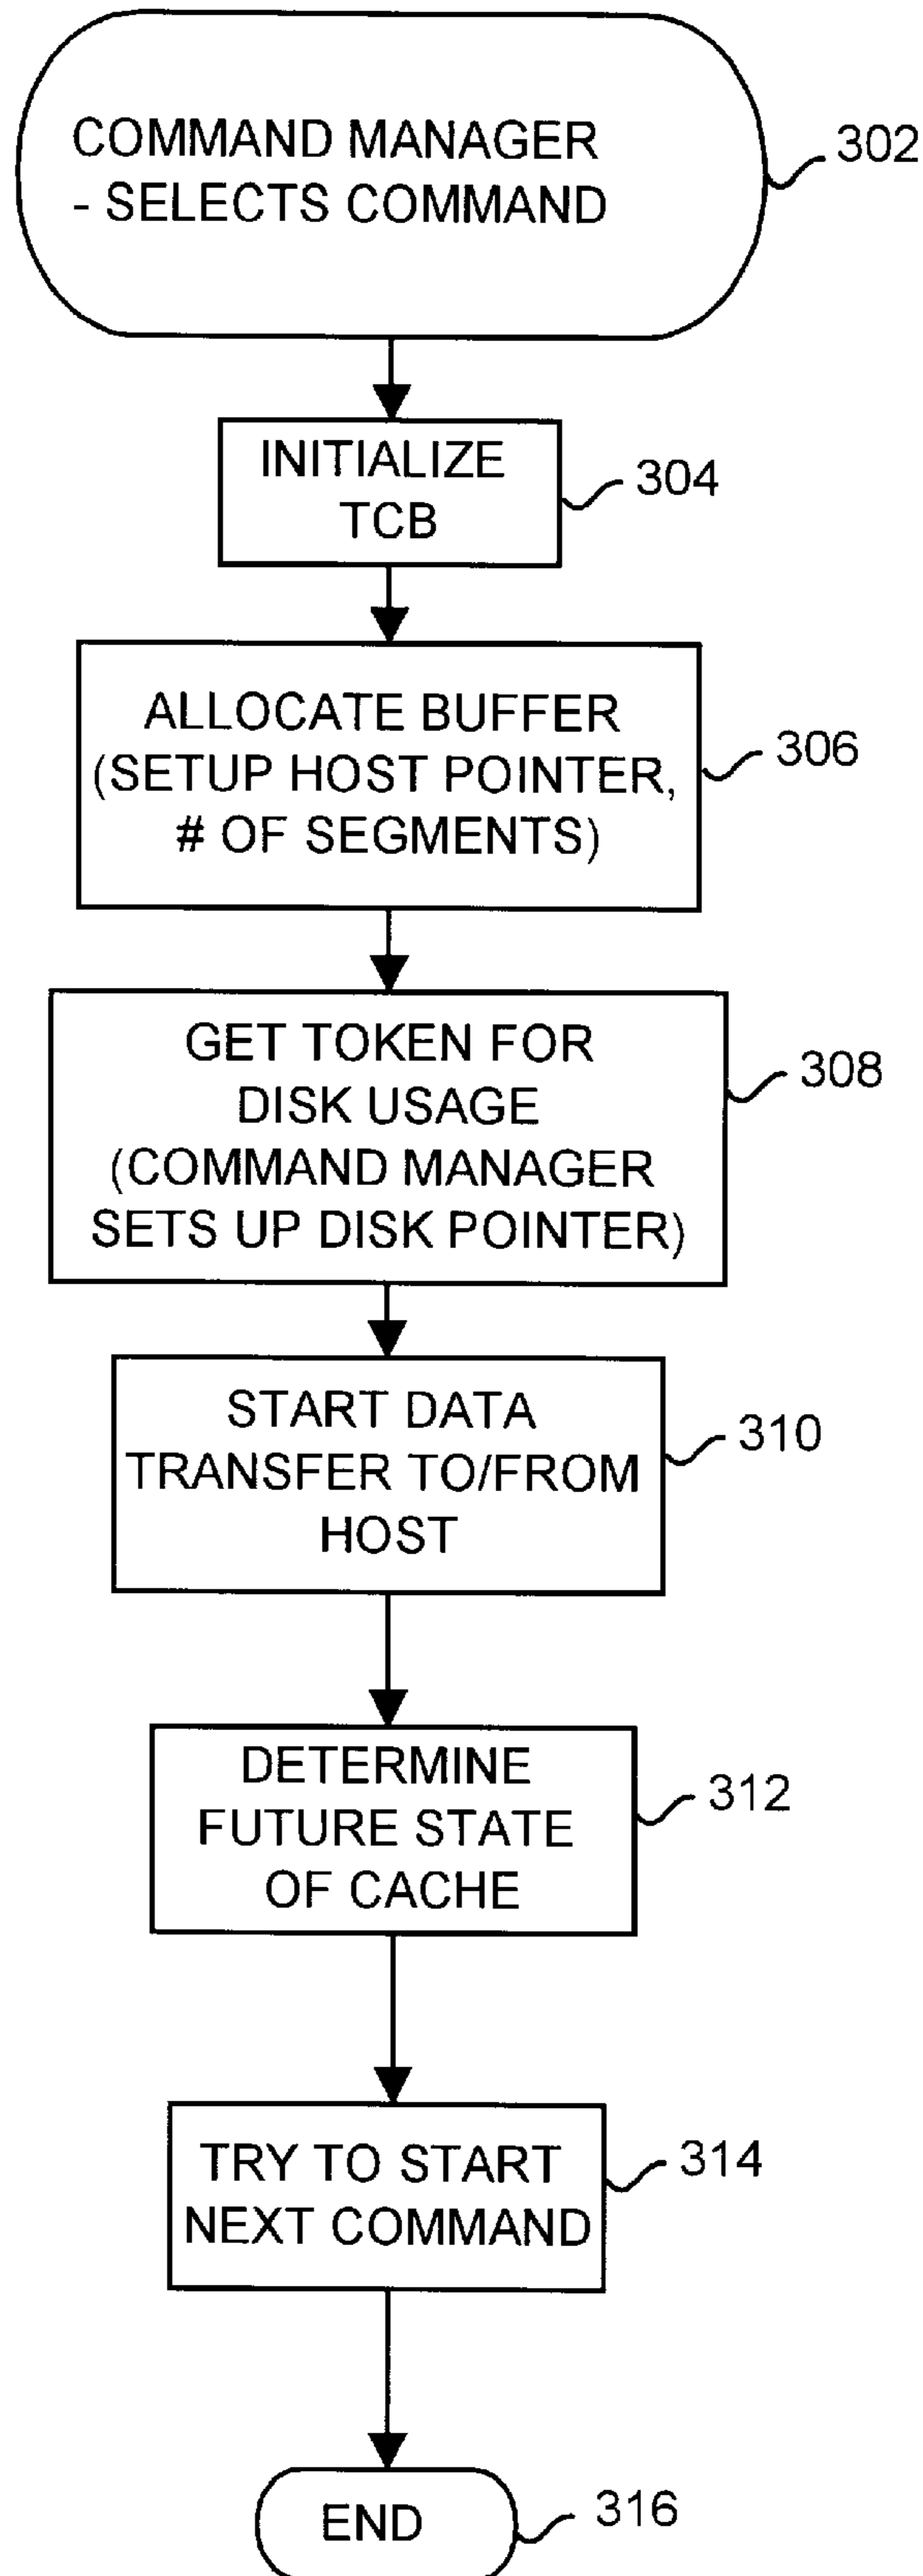 COMMAND MANAGER
- SELECTS COMMAND
302
INITIALIZE
TCB
304
ALLOCATE BUFFER
(SETUP HOST POINTER,
# OF SEGMENTS)
306
GET TOKEN FOR
DISK USAGE
(COMMAND MANAGER
SETS UP DISK POINTER)
308
START DATA
TRANSFER TO/FROM
HOST
310
DETERMINE
FUTURE STATE
OF CACHE
312
TRY TO START
NEXT COMMAND
314
END
316